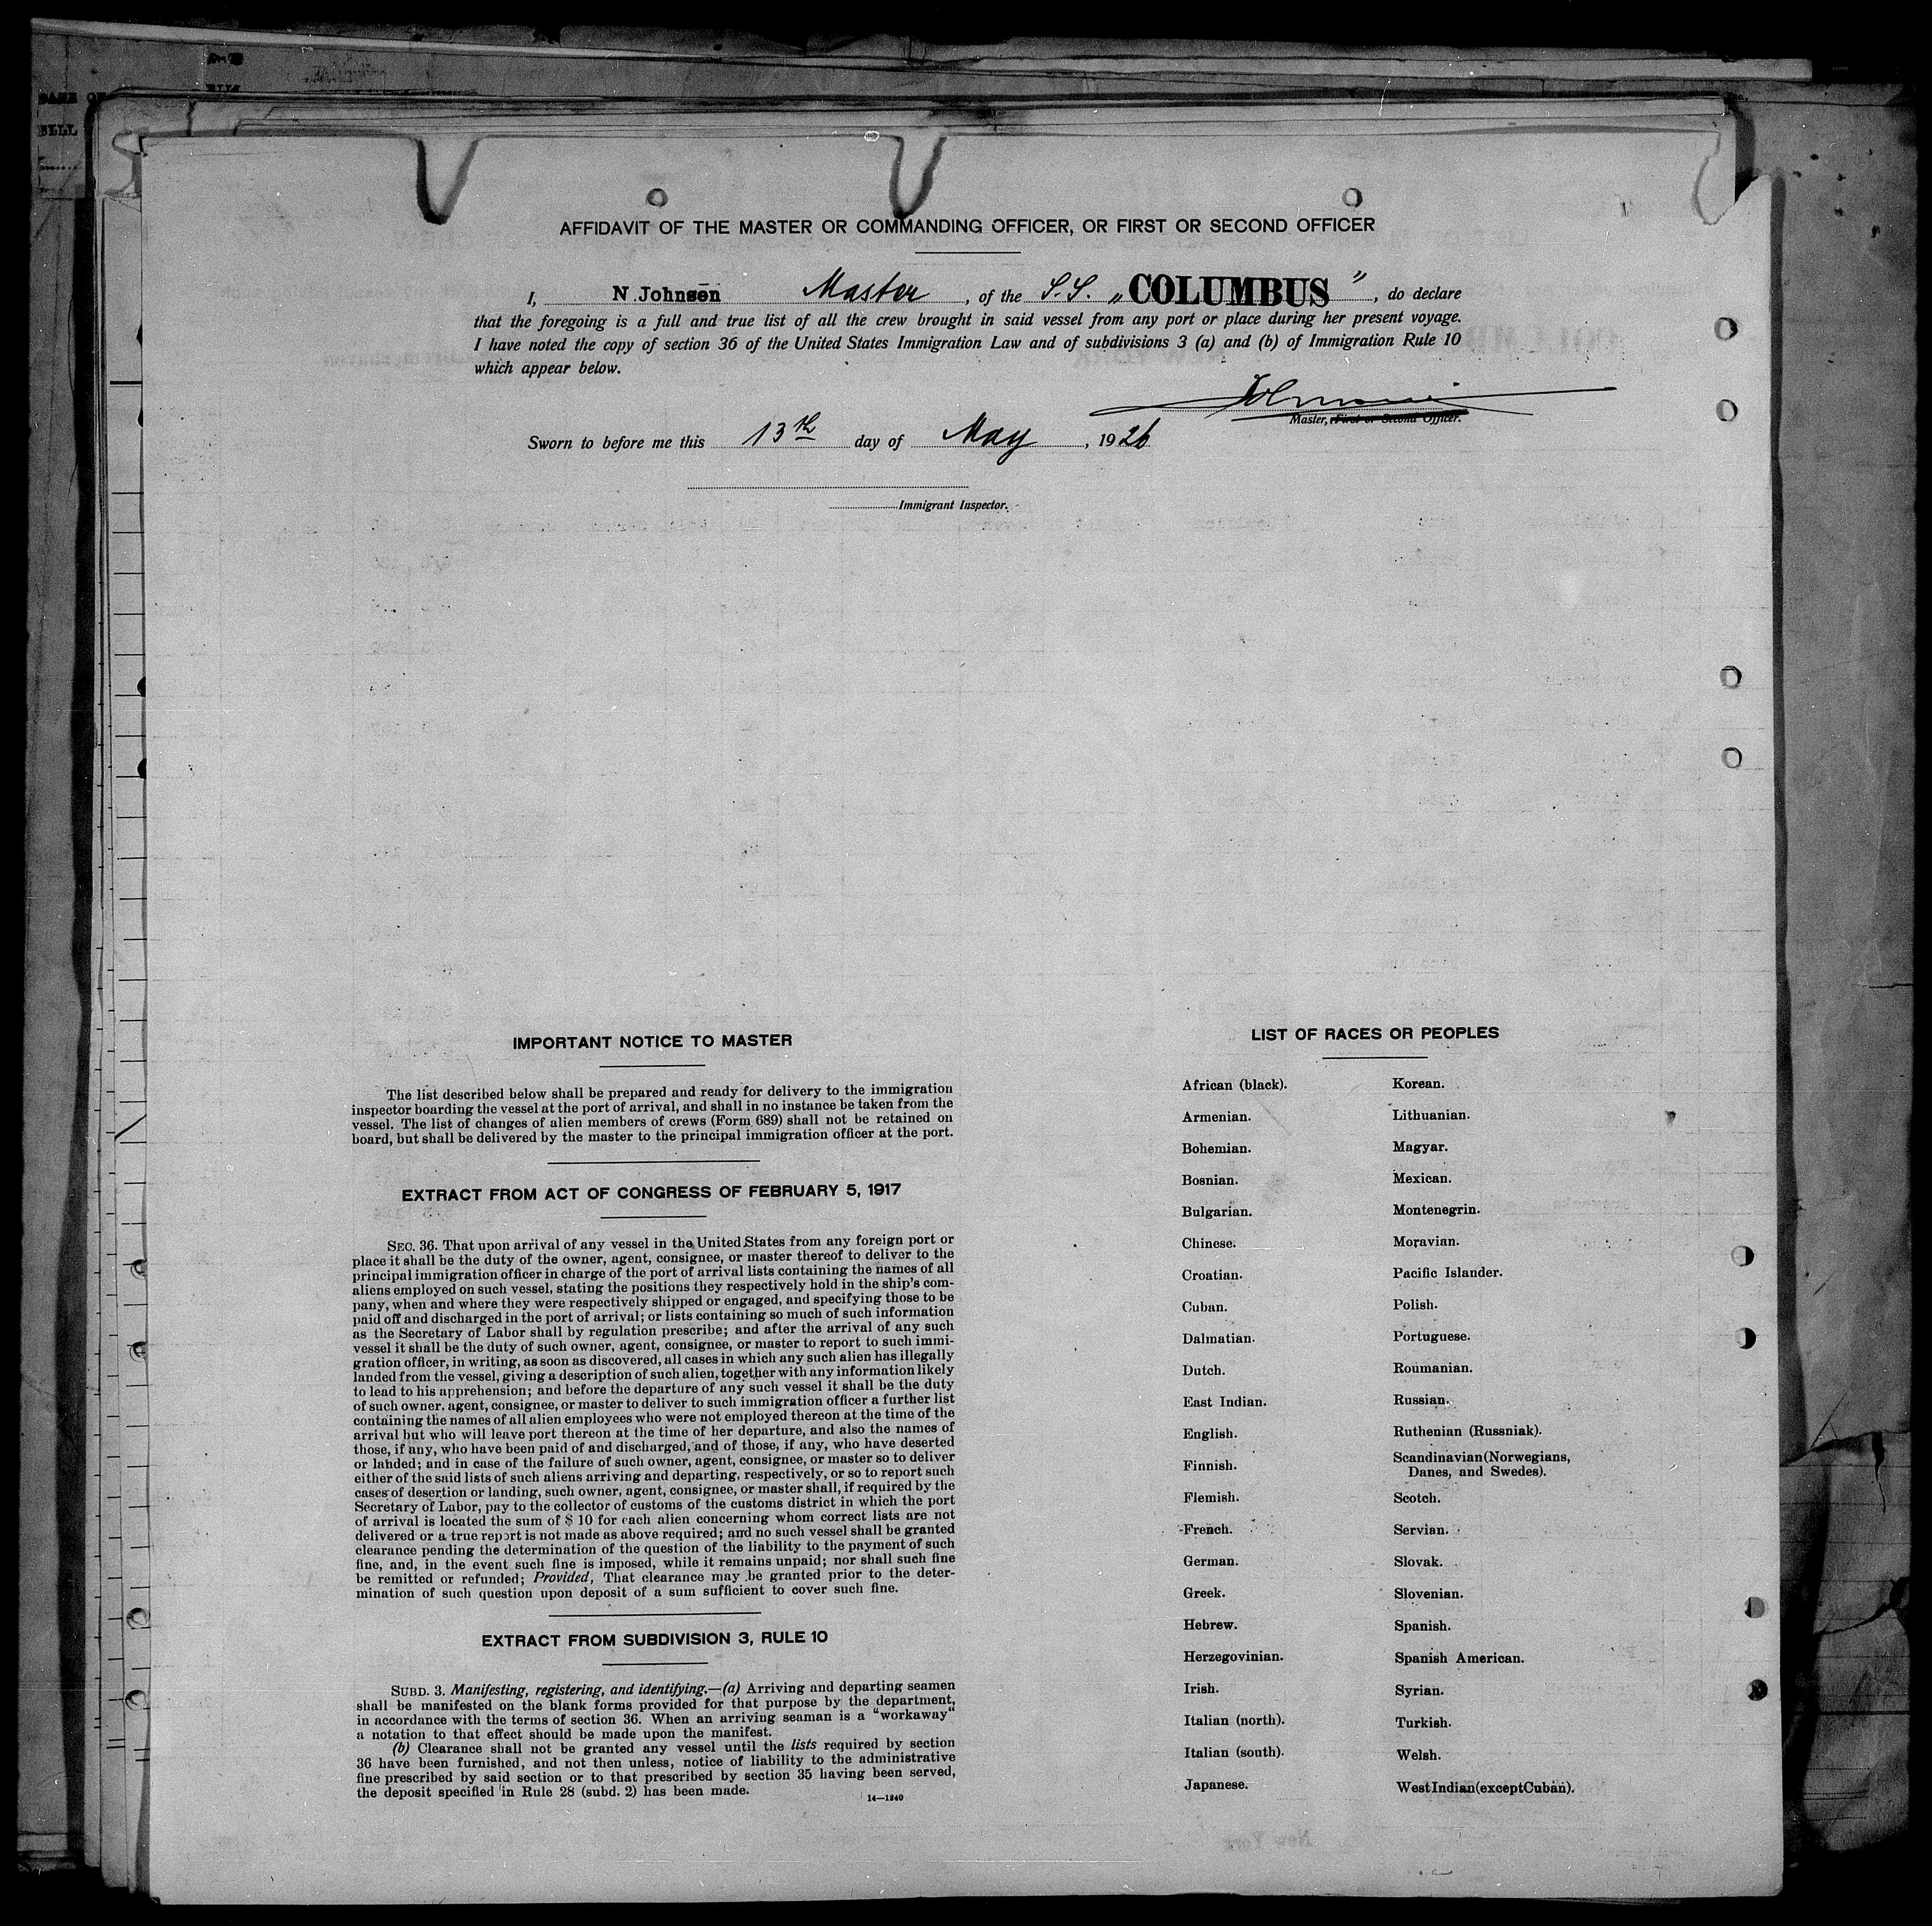 AFFIDAVIT OF THE MASTER OR COMMANDING OFFICER, OR FIRST OR SECOND OFFICER
I, N. Johnsen Master, of the S.S. „COLUMBUS”, do declare
that the foregoing is a full and true list of all the crew brought in said vessel from any port or place during her present voyage.
I have noted the copy of section 36 of the United States Immigration Law and of subdivisions 3 (a) and (b) of Immigration Rule 10
which appear below.
Master, First or Second Officer.
Sworn to before me this 13th day of May, 1926
Immigrant Inspector.
IMPORTANT NOTICE TO MASTER
The list described below shall be prepared and ready for delivery to the immigration
inspector boarding the vessel at the port of arrival, and shall in no instance be taken from the
vessel. The list of changes of alien members of crews (Form 689) shall not be retained on
board, but shall be delivered by the master to the principal immigration officer at the port.
EXTRACT FROM ACT OF CONGRESS OF FEBRUARY 5, 1917
SEC. 36. That upon arrival of any vessel in the United States from any foreign port or
place it shall be the duty of the owner, agent, consignee, or master thereof to deliver to the
principal immigration officer in charge of the port of arrival lists containing the names of all
aliens employed on such vessel, stating the positions they respectively hold in the ship's com-
pany, when and where they were respectively shipped or engaged, and specifying those to be
paid off and discharged in the port of arrival; or lists containing so much of such information
as the Secretary of Labor shall by regulation prescribe; and after the arrival of any such
vessel it shall be the duty of such owner, agent, consignee, or master to report to such immi-
gration officer, in writing, as soon as discovered, all cases in which any such alien has illegally
landed from the vessel, giving a description of such alien, together with any information likely
to lead to his apprehension; and before the departure of any such vessel it shall be the duty
of such owner, agent, consignee, or master to deliver to such immigration officer a further list
containing the names of all alien employees who were not employed thereon at the time of the
arrival but who will leave port thereon at the time of her departure, and also the names of
those, if any, who have been paid of and discharged, and of those, if any, who have deserted
or landed; and in case of the failure of such owner, agent, consignee, or master so to deliver
either of the said lists of such aliens arriving and departing, respectively, or so to report such
cases of desertion or landing, such owner, agent, consignee, or master shall, if required by the
Secretary of Labor, pay to the collector of customs of the customs district in which the port
of arrival is located the sum of $ 10 for each alien concerning whom correct lists are not
delivered or a true report is not made as above required; and no such vessel shall be granted
clearance pending the determination of the question of the liability to the payment of such
fine, and, in the event such fine is imposed, while it remains unpaid; nor shall such fine
be remitted or refunded; Provided, That clearance may be granted prior to the deter-
mination of such question upon deposit of a sum sufficient to cover such fine.
EXTRACT FROM SUBDIVISION 3, RULE 10
SUBD. 3. Manifesting, registering, and identifying.—(a) Arriving and departing seamen
shall be manifested on the blank forms provided for that purpose by the department,
in accordance with the terms of section 36. When an arriving seaman is a "workaway"
a notation to that effect should be made upon the manifest.
(b) Clearance shall not be granted any vessel until the lists required by section
36 have been furnished, and not then unless, notice of liability to the administrative
fine prescribed by said section or to that prescribed by section 35 having been served,
the deposit specified in Rule 28 (subd. 2) has been made.
14—1240
LIST OF RACES OR PEOPLES
African (black).
Armenian.
Bohemian.
Bosnian.
Bulgarian.
Chinese.
Croatian.
Cuban.
Dalmatian.
Dutch.
East Indian.
English.
Finnish.
Flemish.
French.
German.
Greek.
Hebrew.
Herzegovinian.
Irish.
Italian (north).
Italian (south).
Japanese.
Korean.
Lithuanian.
Magyar.
Mexican.
Montenegrin.
Moravian.
Pacific Islander.
Polish.
Portuguese.
Roumanian.
Russian.
Ruthenian (Russniak).
Scandinavian (Norwegians,
Danes, and Swedes).
Scotch.
Servian.
Slovak.
Slovenian.
Spanish.
Spanish American.
Syrian.
Turkish.
Welsh.
West Indian (except Cuban).